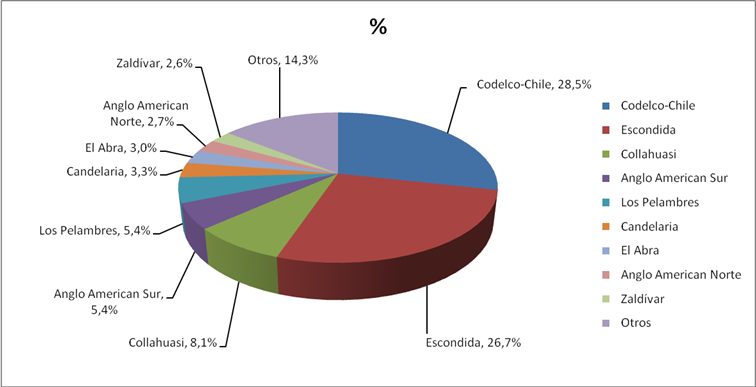 %
Zaldívar, 2,6%
Otros, 14,3%
Codelco-Chile, 28,5%
Anglo American
Norte, 2,7%
El Abra, 3,0%
Candelaria, 3,3%
Los Pelambres, 5,4%
Anglo American Sur,
5,4%
Collahuasi, 8,1%
Escondida, 26,7%
Codelco-Chile
Escondida
Collahuasi
Anglo American Sur
Los Pelambres
Candelaria
El Abra
Anglo American Norte
Zaldívar
Otros